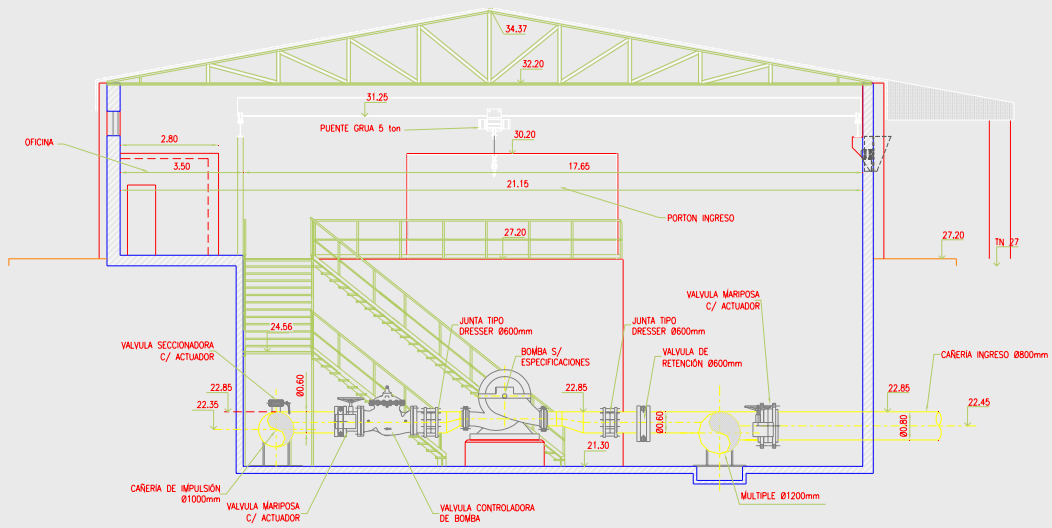 34.37
32.20
31.25
PUENTE GRUA 5 ton
30.20
OFICINA
2.80
3.50
17.65
21.15
PORTON INGRESO
27.20
27.20
TN 27
VALVULA MARIPOSA
C/ ACTUADOR
24.56
JUNTA TIPO
DRESSER Ø600mm
JUNTA TIPO
DRESSER Ø600mm
VALVULA SECCIONADORA
C/ ACTUADOR
BOMBA S/
ESPECIFICACIONES
VALVULA DE
RETENCIÓN Ø600mm
CAÑERÍA INGRESO Ø800mm
22.85
22.35
Ø0.60
22.85
Ø0.60
22.85
Ø0.80
22.45
21.30
CAÑERÍA DE IMPULSIÓN
Ø1000mm
VALVULA MARIPOSA
C/ ACTUADOR
VALVULA CONTROLADORA
DE BOMBA
MULTIPLE Ø1200mm